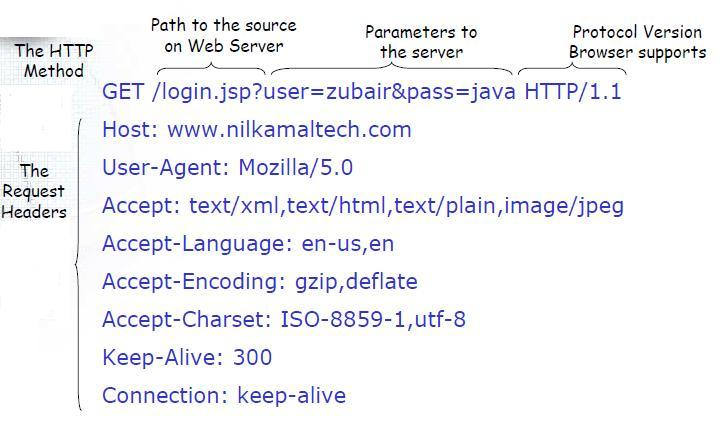 The HTTP
Method
Path to the source
on Web Server
Parameters to
the server
Protocol Version
Browser supports
GET /login.jsp?user=zubair&pass=java HTTP/1.1
The
Request
Headers
Host: www.nilkamaltech.com
User-Agent: Mozilla/5.0
Accept: text/xml,text/html,text/plain,image/jpeg
Accept-Language: en-us,en
Accept-Encoding: gzip,deflate
Accept-Charset: ISO-8859-1,utf-8
Keep-Alive: 300
Connection: keep-alive